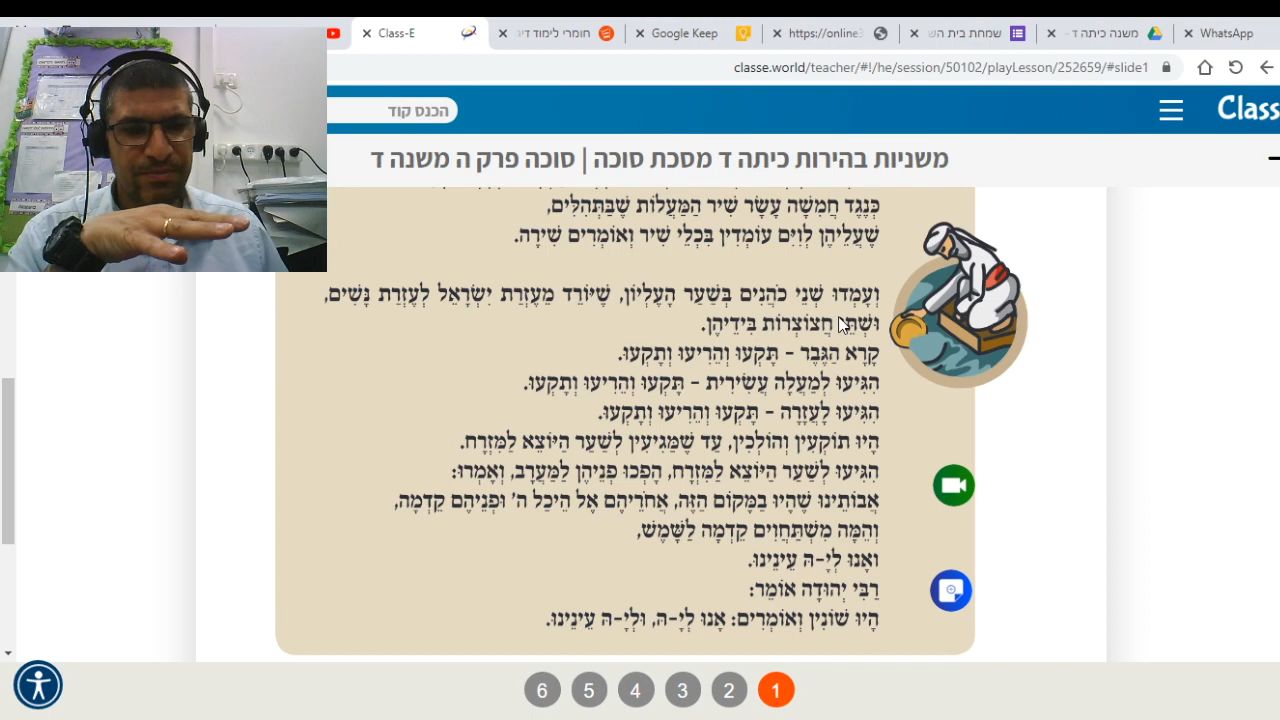 Class-E
חומרי לימוד דיג
Google Keep
https://online
שמחת בית הש
משנה כיתה ד -
WhatsApp
classe.world/teacher/#!/he/session/50102/playLesson/252659/#slide1
הכנס קוד
Class
משניות בהירות כיתה ד מסכת סוכה | סוכה פרק ה משנה ד
כְּנֶגֶד חֲמִשָּׁה עָשָׂר שִׁיר הַמַּעֲלוֹת שֶׁבַּתְּהִלִּים,
שֶׁעֲלֵיהֶן לְוִיִּם עוֹמְדִין בִּכְלֵי שִׁיר וְאוֹמְרִים שִׁירָה.
וְעָמְדוּ שְׁנֵי כֹהֲנִים בְּשַׁעַר הָעֶלְיוֹן, שֶׁיּוֹרֵד מֵעֶזְרַת יִשְׂרָאֵל לְעֶזְרַת נָשִׁים,
וּשְׁתֵּי חֲצוֹצְרוֹת בִּידֵיהֶן.
קָרָא הַגֶּבֶר – תָּקְעוּ וְהֵרִיעוּ וְתָקְעוּ.
הִגִּיעוּ לְמַעֲלָה עֲשִׂירִית – תָּקְעוּ וְהֵרִיעוּ וְתָקְעוּ.
הִגִּיעוּ לָעֲזָרָה – תָּקְעוּ וְהֵרִיעוּ וְתָקְעוּ.
הָיוּ תוֹקְעִין וְהוֹלְכִין, עַד שֶׁמַּגִּיעִין לְשַׁעַר הַיּוֹצֵא לַמִּזְרָח.
הִגִּיעוּ לְשַׁעַר הַיּוֹצֵא לַמִּזְרָח, הָפְכוּ פְנֵיהֶן לַמַּעֲרָב, וְאָמְרוּ:
אֲבוֹתֵינוּ שֶׁהָיוּ בַמָּקוֹם הַזֶּה, אֲחֹרֵיהֶם אֶל הֵיכַל ה' וּפְנֵיהֶם קֵדְמָה,
וְהֵמָּה מִשְׁתַּחֲוִים קֵדְמָה לַשָּׁמֶשׁ,
וְאָנוּ לְיָ-הּ עֵינֵינוּ.
רַבִּי יְהוּדָה אוֹמֵר:
הָיוּ שׁוֹנִין וְאוֹמְרִים: אָנוּ לְיָ-הּ, וּלְיָ-הּ עֵינֵינוּ.
6 5 4 3 2 1